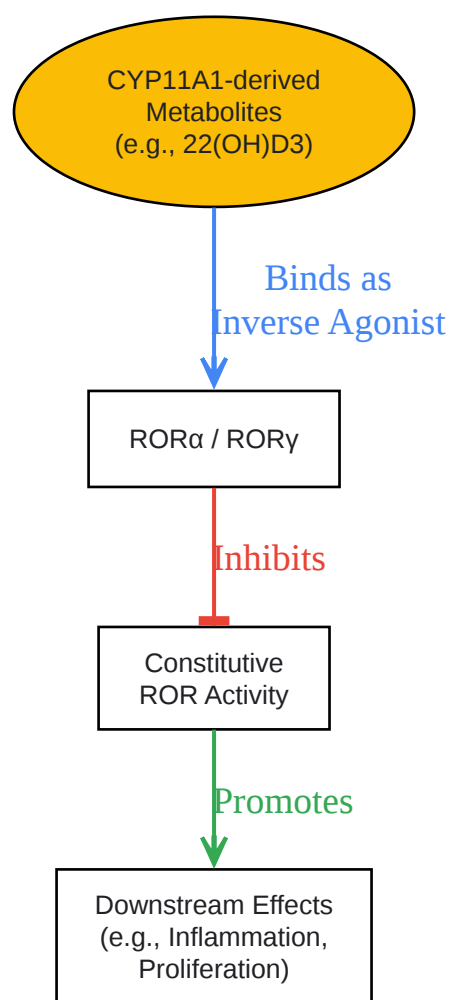 CYP11A1-derived
Metabolites
(e.g., 22(OH)D3)
Binds as
Inverse Agonist
RORα / RORγ
Inhibits
Constitutive
ROR Activity
Promotes
Downstream Effects
(e.g., Inflammation,
Proliferation)